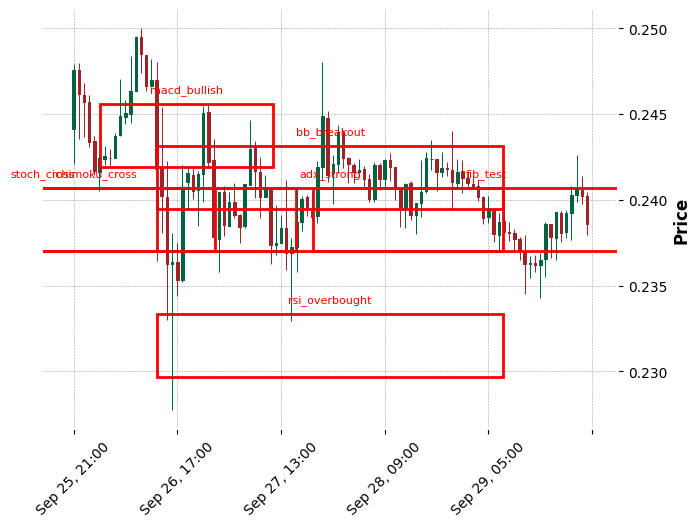 0.250
macd_bullish
0.245
bb_breakout
stoch_cross
ichimoku_cross
adx_strong
fib_test
0.240
Price
0.235
rsi_overbought
0.230
Sep 25, 21:00
Sep 26, 17:00
Sep 27, 13:00
Sep 28, 09:00
Sep 29, 05:00